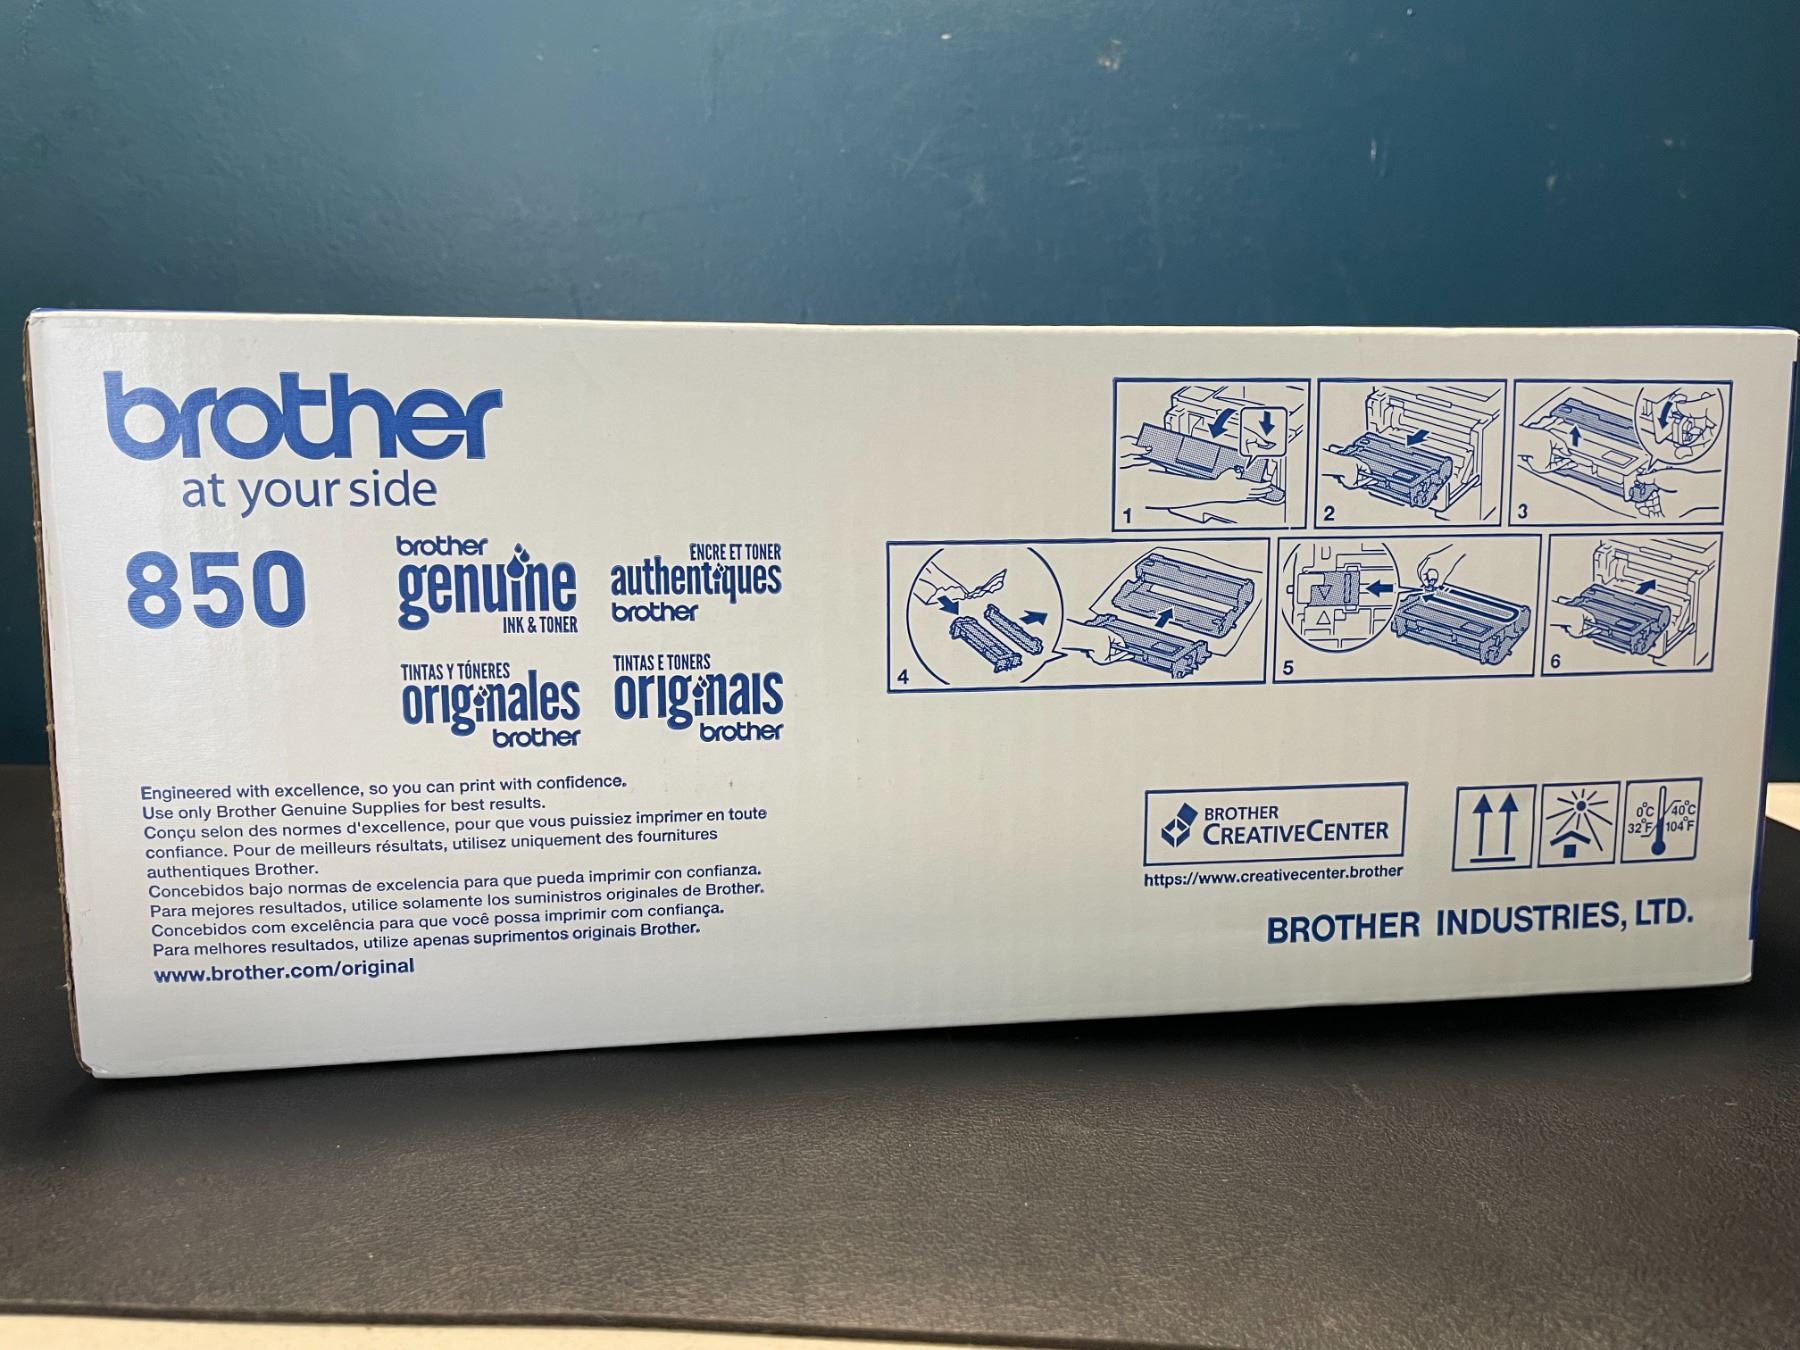 brother
at your side
850
brother
genuine
INK & TONER
ENCRE ET TONER
authentiques
brother
TINTAS Y TÓNERES
originales
brother
TINTAS E TONERS
originais
brother
Engineered with excellence, so you can print with confidence.
Use only Brother Genuine Supplies for best results.
Conçu selon des normes d'excellence, pour que vous puissiez imprimer en toute
confiance. Pour de meilleurs résultats, utilisez uniquement des fournitures
authentiques Brother.
Concebidos bajo normas de excelencia para que pueda imprimir con confianza.
Para mejores resultados, utilice solamente los suministros originales de Brother.
Concebidos com excelência para que você possa imprimir com confiança.
Para melhores resultados, utilize apenas suprimentos originais Brother.
www.brother.com/original
1
2
3
4
5
6
BROTHER
CREATIVECENTER
https://www.creativecenter.brother
0°C 40°C
32°F 104°F
BROTHER INDUSTRIES, LTD.